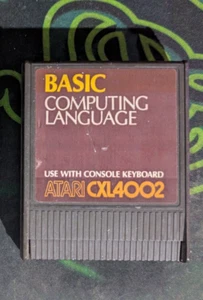 BASIC
COMPUTING
LANGUAGE
USE WITH CONSOLE KEYBOARD
ATARI CXL4002